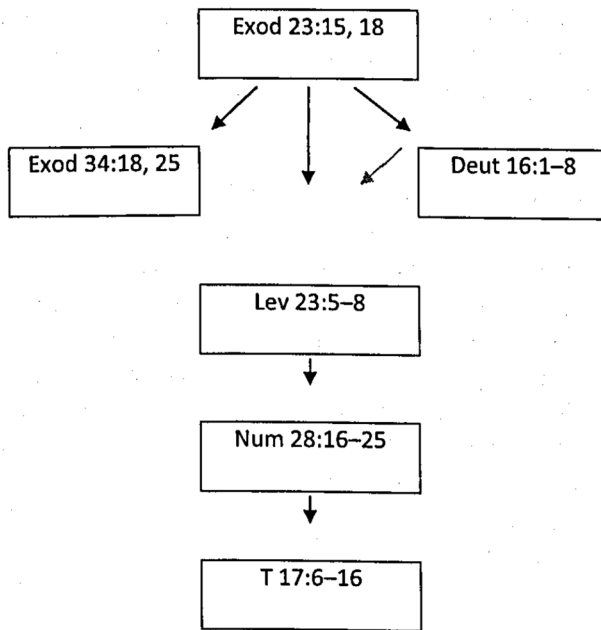 Exod 23:15, 18
Exod 34:18, 25
Deut 16:1–8
Lev 23:5–8
Num 28:16–25
T 17:6–16